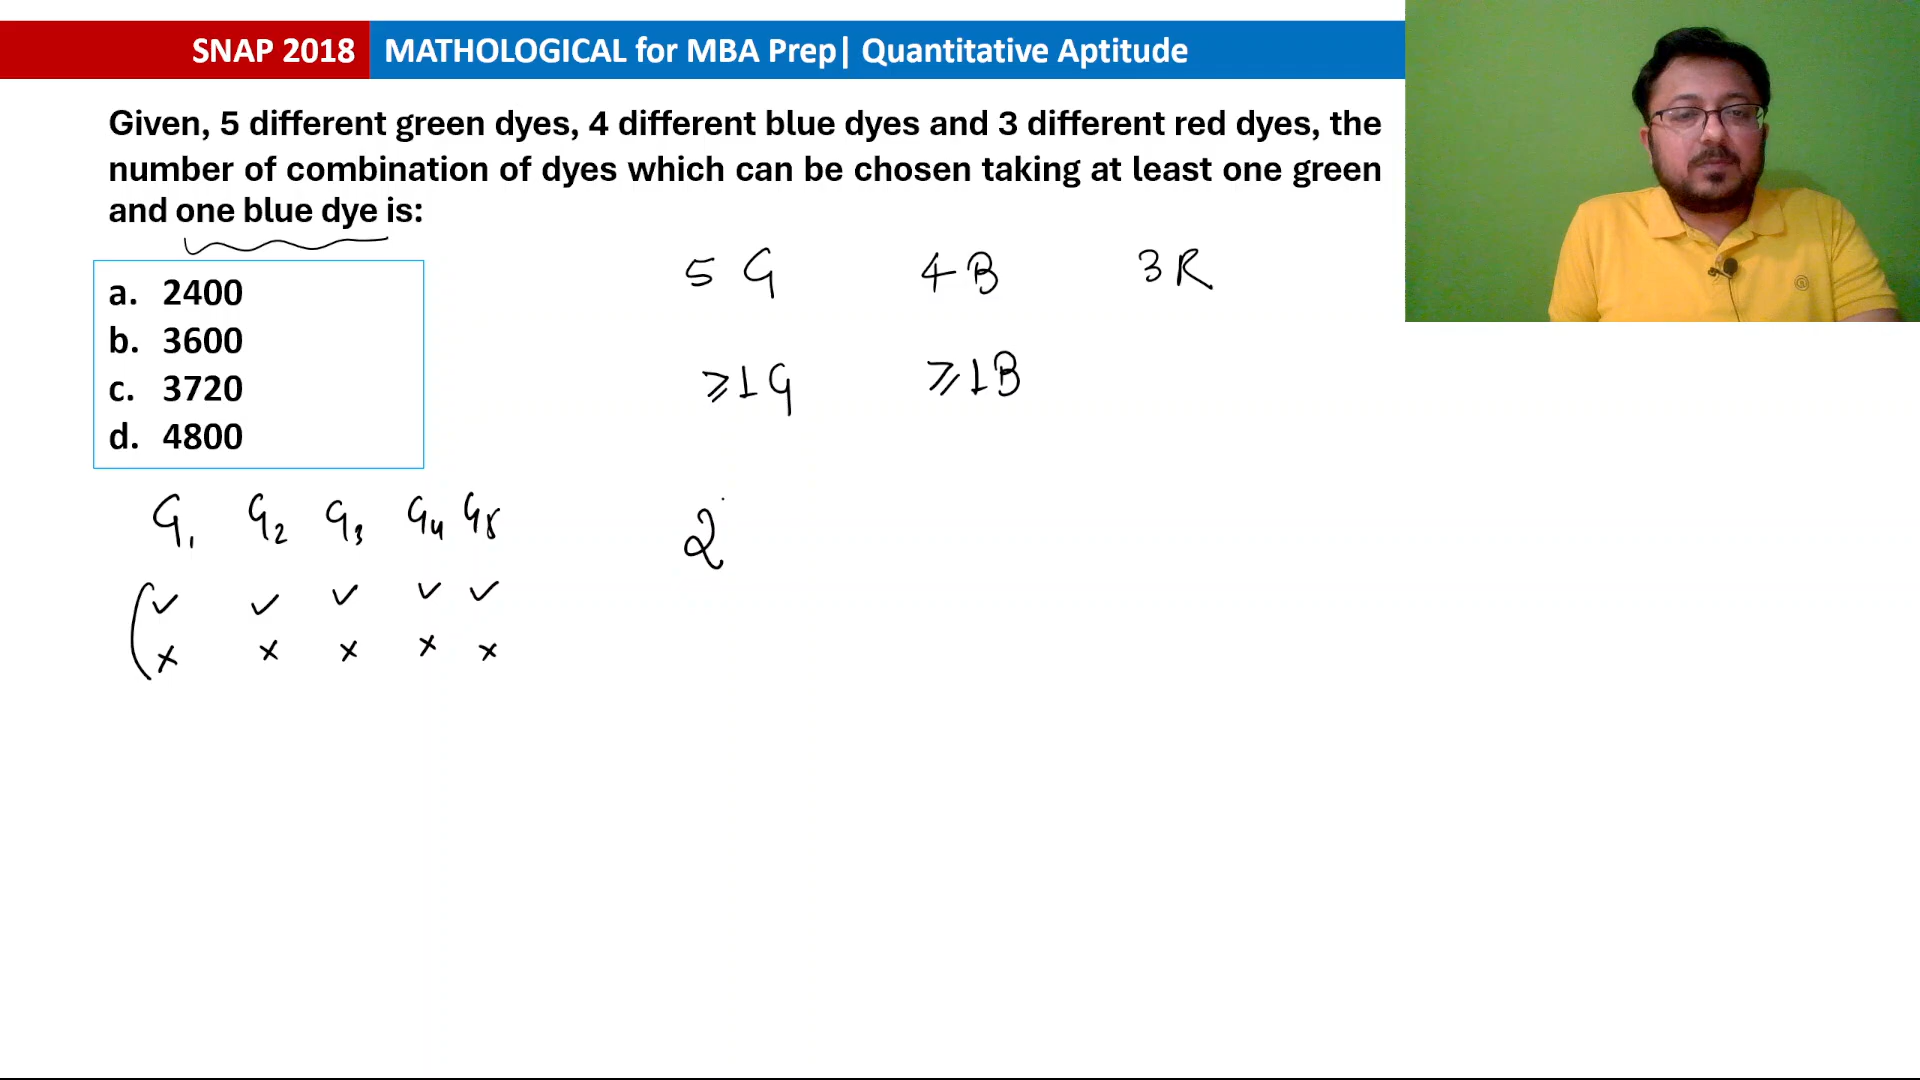 SNAP 2018 MATHOLOGICAL for MBA Prep| Quantitative Aptitude
Given, 5 different green dyes, 4 different blue dyes and 3 different red dyes, the
number of combination of dyes which can be chosen taking at least one green
and one blue dye is:
a. 2400
b. 3600
c. 3720
d. 4800
5 G 4 B 3 R
⩾1G ⩾1B
G₁ G₂ G₃ G₄ G₅
2
✓ ✓ ✓ ✓ ✓
× × × × ×